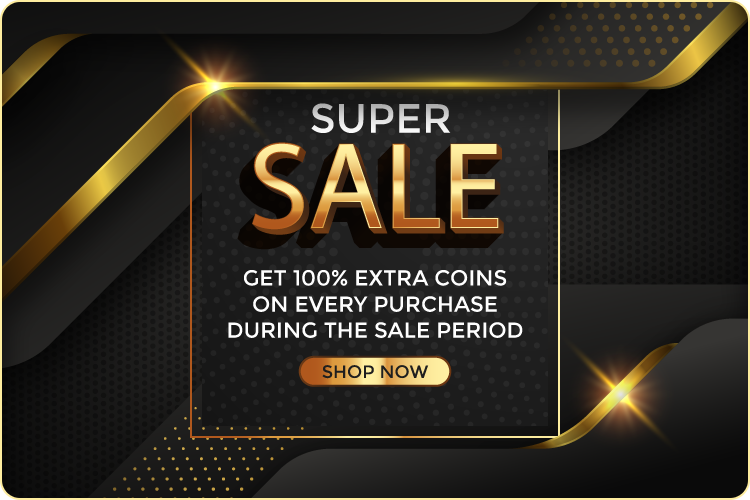 SUPER
SALE
GET 100% EXTRA COINS
ON EVERY PURCHASE
DURING THE SALE PERIOD
SHOP NOW